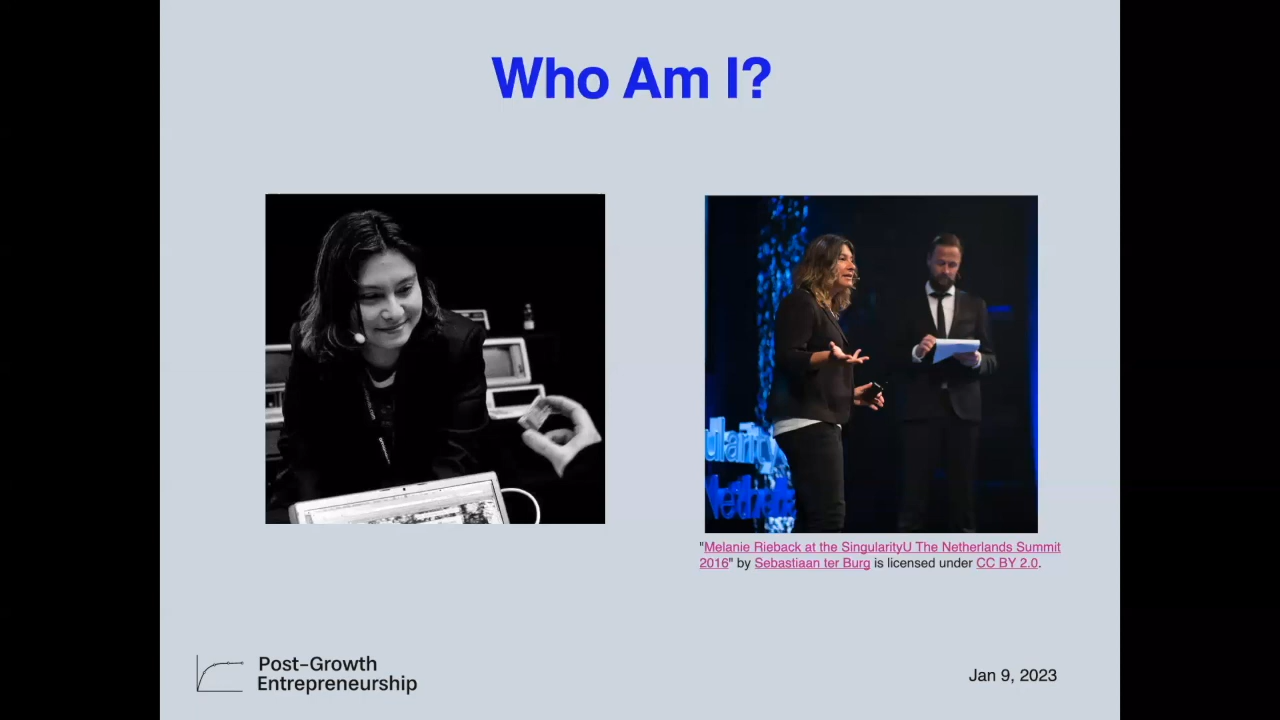 Who Am I?
"Melanie Rieback at the SingularityU The Netherlands Summit
2016" by Sebastiaan ter Burg is licensed under CC BY 2.0.
Post-Growth
Entrepreneurship
Jan 9, 2023